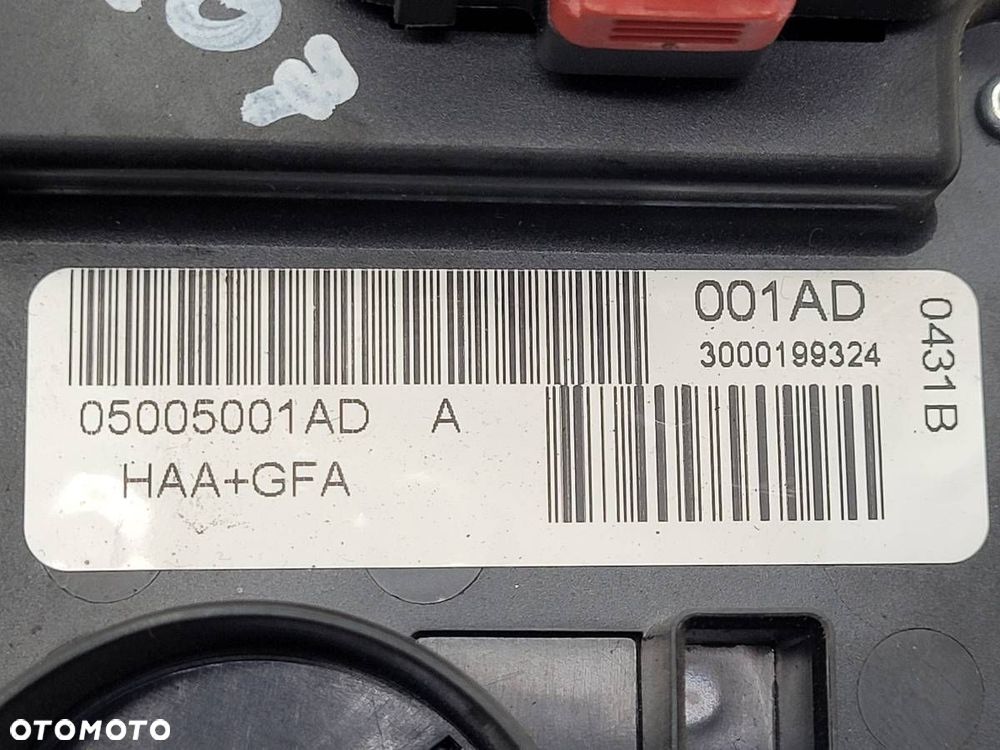 001AD
3000199324
0431B
05005001AD A
HAA+GFA
OTOMOTO